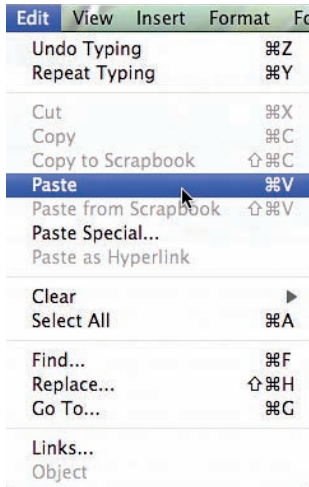 Edit View Insert Format Fo
Undo Typing ⌘Z
Repeat Typing ⌘Y
Cut ⌘X
Copy ⌘C
Copy to Scrapbook ⇧⌘C
Paste ⌘V
Paste from Scrapbook ⇧⌘V
Paste Special...
Paste as Hyperlink
Clear ▶
Select All ⌘A
Find... ⌘F
Replace... ⇧⌘H
Go To... ⌘G
Links...
Object